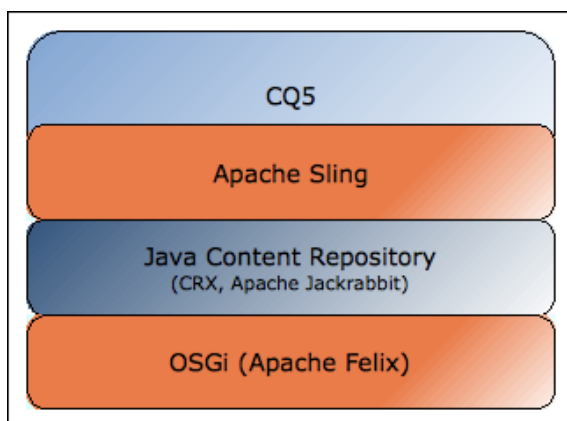 CQ5
Apache Sling
Java Content Repository
(CRX, Apache Jackrabbit)
OSGi (Apache Felix)